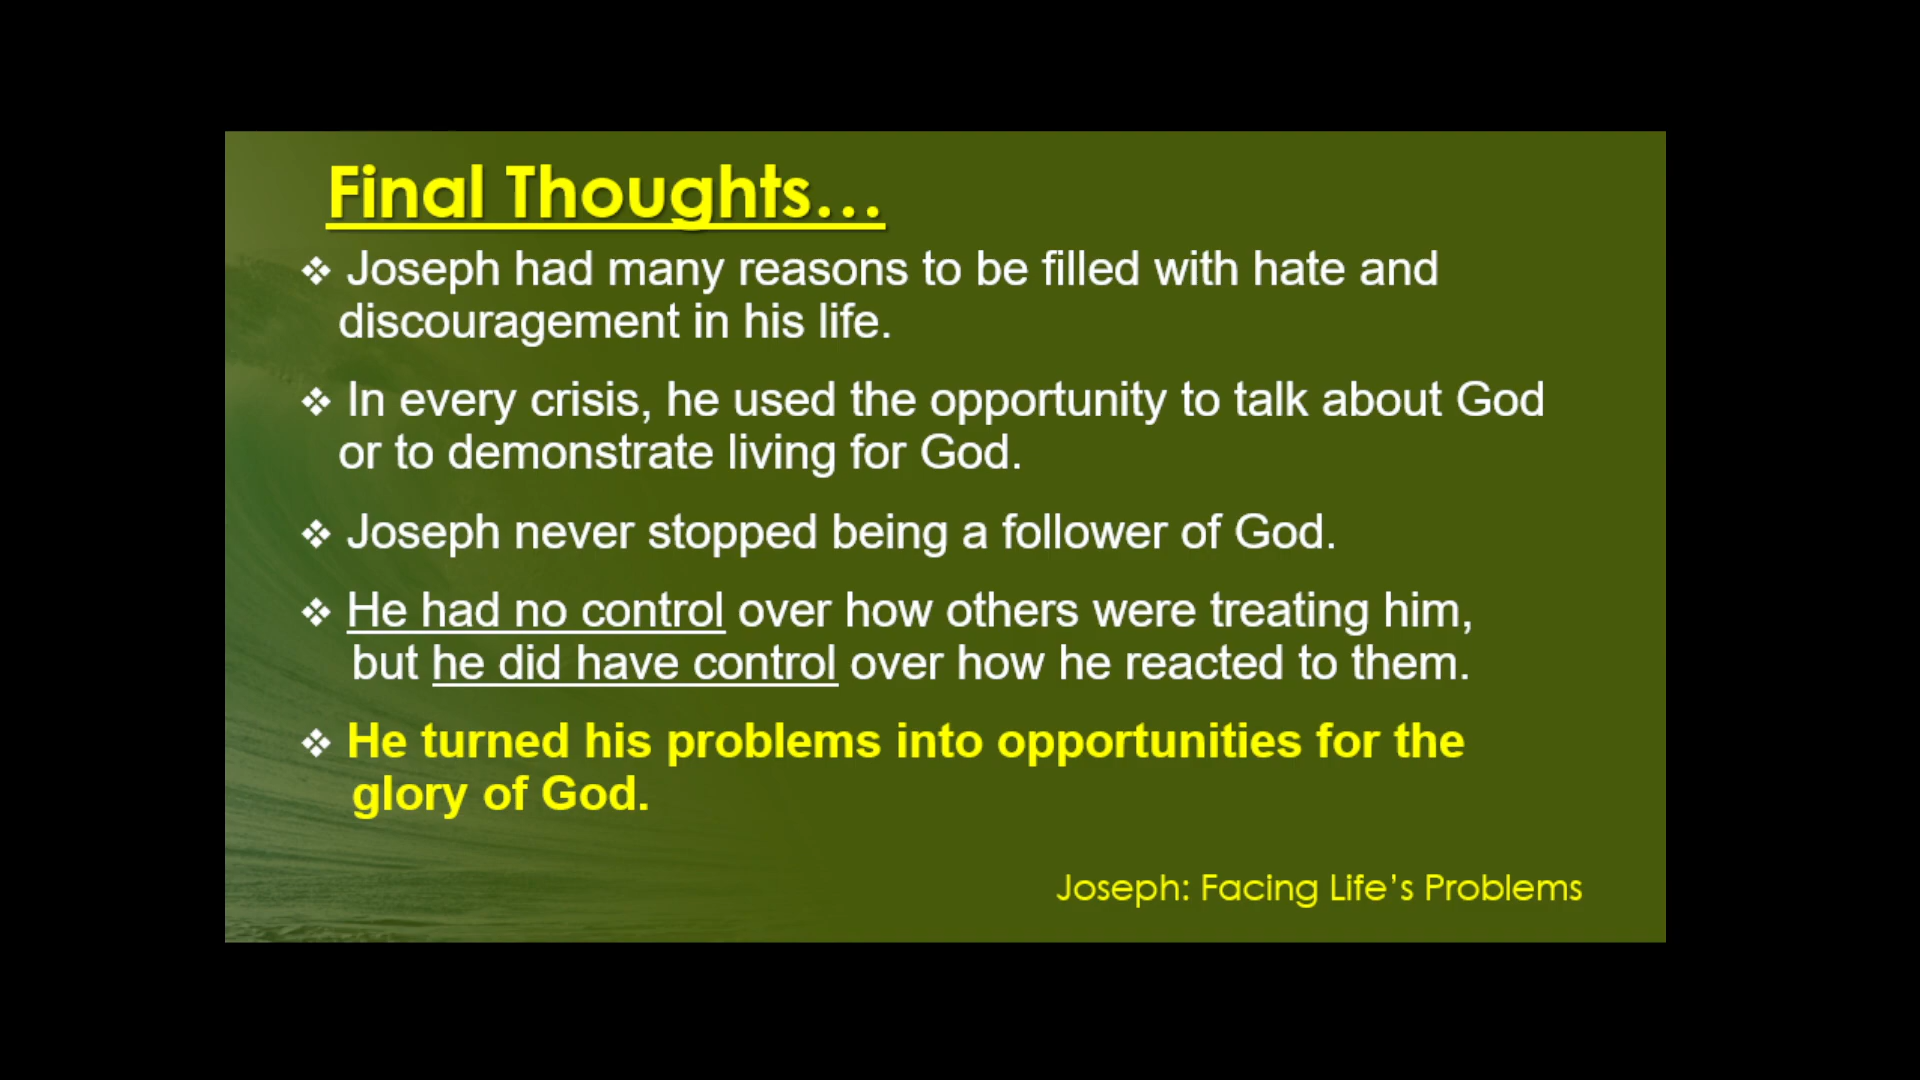 Final Thoughts…
❖ Joseph had many reasons to be filled with hate and
discouragement in his life.
❖ In every crisis, he used the opportunity to talk about God
or to demonstrate living for God.
❖ Joseph never stopped being a follower of God.
❖ He had no control over how others were treating him,
but he did have control over how he reacted to them.
❖ He turned his problems into opportunities for the
glory of God.
Joseph: Facing Life’s Problems